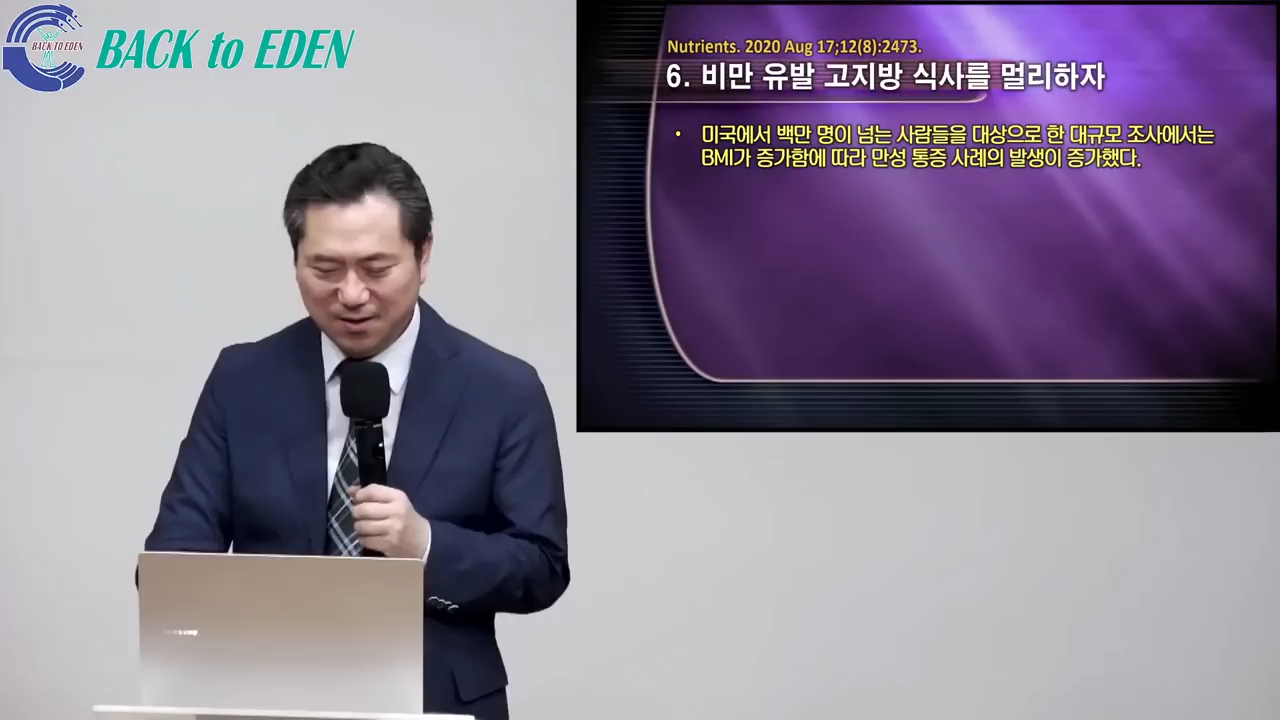 BACK TO EDEN
BACK to EDEN
Nutrients. 2020 Aug 17;12(8):2473.
6. 비만 유발 고지방 식사를 멀리하자
• 미국에서 백만 명이 넘는 사람들을 대상으로 한 대규모 조사에서는
BMI가 증가함에 따라 만성 통증 사례의 발생이 증가했다.